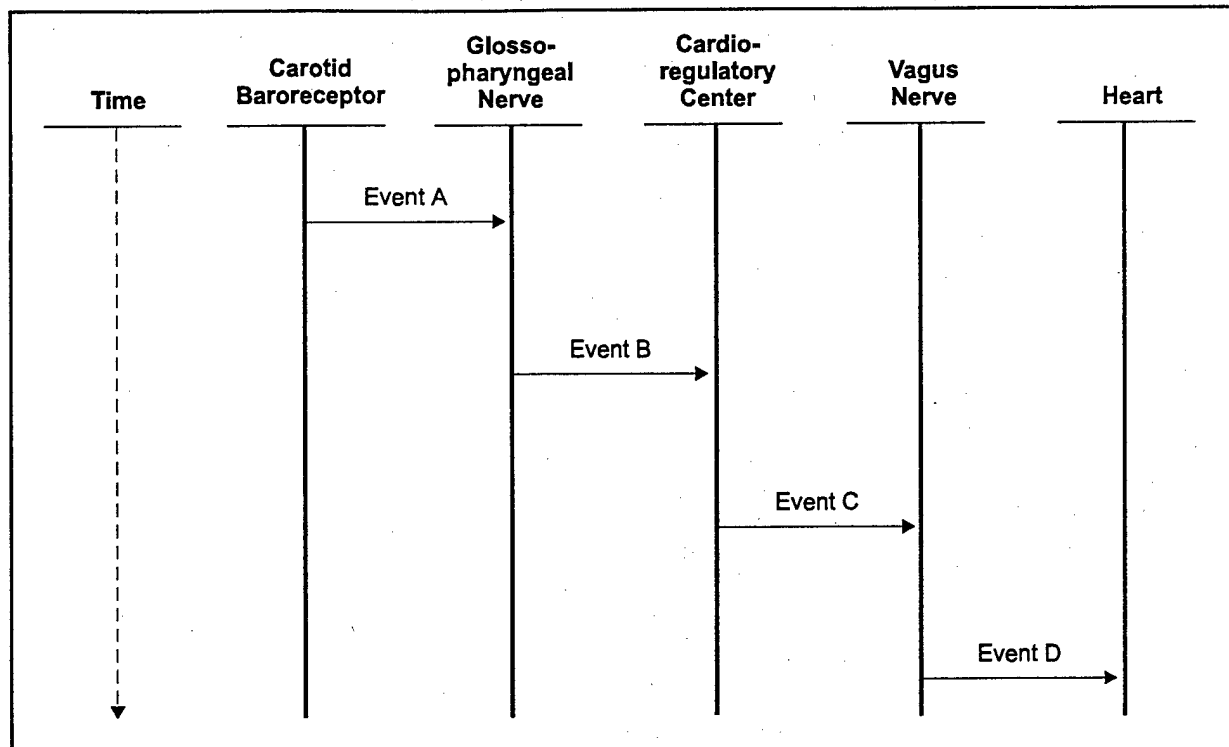 Time
Carotid
Baroreceptor
Glosso-
pharyngeal
Nerve
Cardio-
regulatory
Center
Vagus
Nerve
Heart
Event A
Event B
Event C
Event D